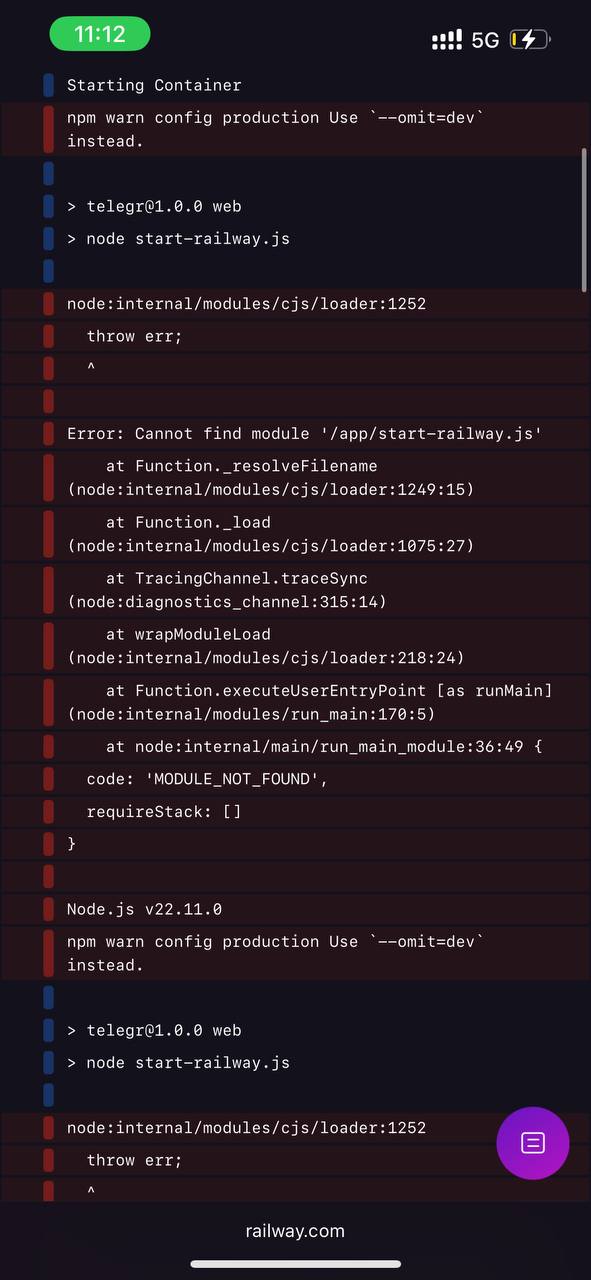 11:12
5G
Starting Container
npm warn config production Use `--omit=dev`
instead.
> telegr@1.0.0 web
> node start-railway.js
node:internal/modules/cjs/loader:1252
  throw err;
  ^
Error: Cannot find module '/app/start-railway.js'
    at Function._resolveFilename
(node:internal/modules/cjs/loader:1249:15)
    at Function._load
(node:internal/modules/cjs/loader:1075:27)
    at TracingChannel.traceSync
(node:diagnostics_channel:315:14)
    at wrapModuleLoad
(node:internal/modules/cjs/loader:218:24)
    at Function.executeUserEntryPoint [as runMain]
(node:internal/modules/run_main:170:5)
    at node:internal/main/run_main_module:36:49 {
  code: 'MODULE_NOT_FOUND',
  requireStack: []
}
Node.js v22.11.0
npm warn config production Use `--omit=dev`
instead.
> telegr@1.0.0 web
> node start-railway.js
node:internal/modules/cjs/loader:1252
  throw err;
  ^
railway.com